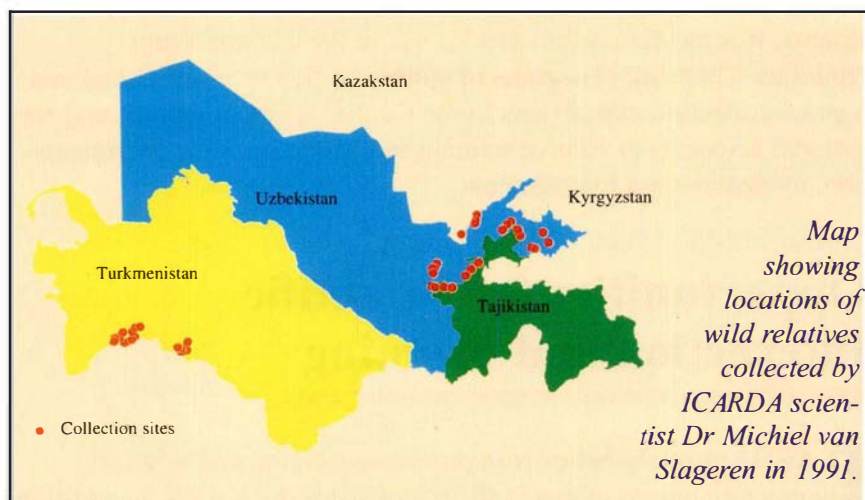 Kazakstan
Uzbekistan
Kyrgyzstan
Turkmenistan
Tajikistan
Collection sites
Map
showing
locations of
wild relatives
collected by
ICARDA scien-
tist Dr Michiel van
Slageren in 1991.